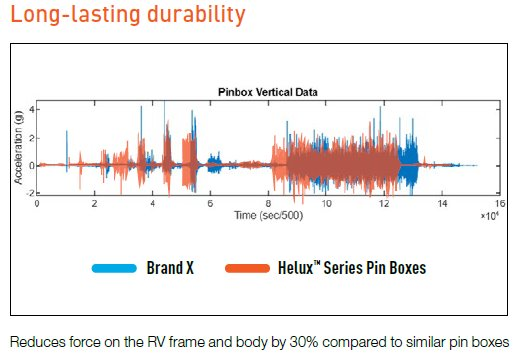 Long-lasting durability
Pinbox Vertical Data
Acceleration (g)
4
2
0
-2
0 2 4 6 8 10 12 14 16
×10⁴
Time (sec/500)
Brand X
Helux™ Series Pin Boxes
Reduces force on the RV frame and body by 30% compared to similar pin boxes